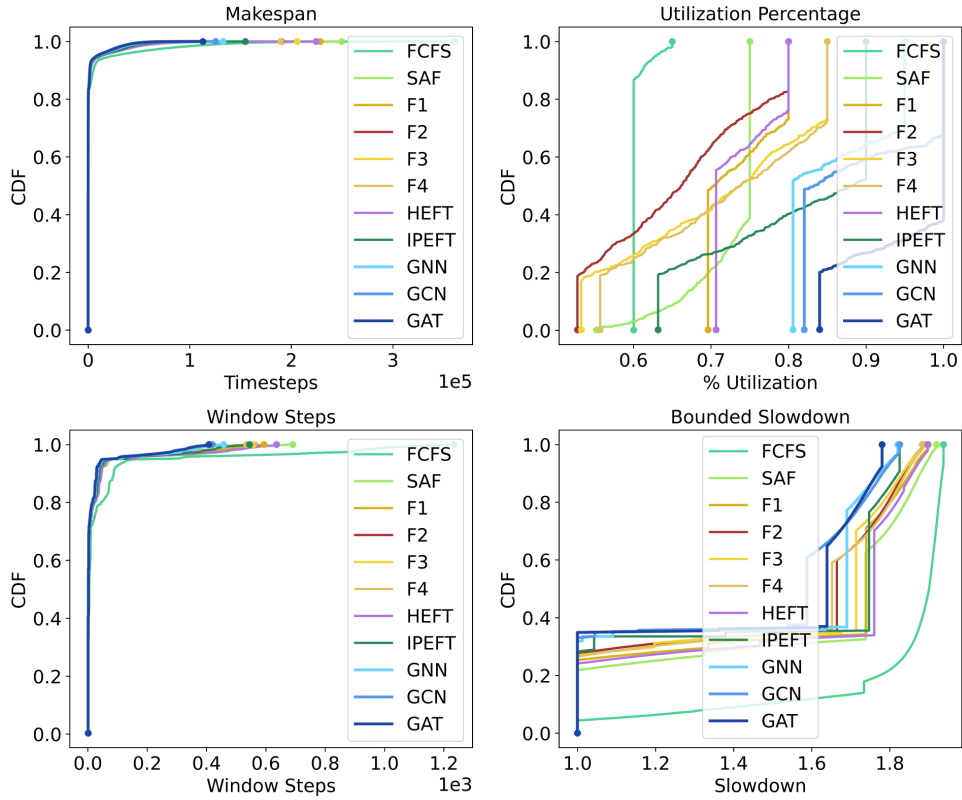 Makespan
CDF
1.0
0.8
0.6
0.4
0.2
0.0
FCFS
SAF
F1
F2
F3
F4
HEFT
IPEFT
GNN
GCN
GAT
0
1
2
3
1e5
Timesteps
Utilization Percentage
CDF
1.0
0.8
0.6
0.4
0.2
0.0
FCFS
SAF
F1
F2
F3
F4
HEFT
IPEFT
GNN
GCN
GAT
0.6
0.7
0.8
0.9
1.0
% Utilization
Window Steps
CDF
1.0
0.8
0.6
0.4
0.2
0.0
FCFS
SAF
F1
F2
F3
F4
HEFT
IPEFT
GNN
GCN
GAT
0.0
0.2
0.4
0.6
0.8
1.0
1.2
1e3
Window Steps
Bounded Slowdown
CDF
1.0
0.8
0.6
0.4
0.2
0.0
FCFS
SAF
F1
F2
F3
F4
HEFT
IPEFT
GNN
GCN
GAT
1.0
1.2
1.4
1.6
1.8
Slowdown